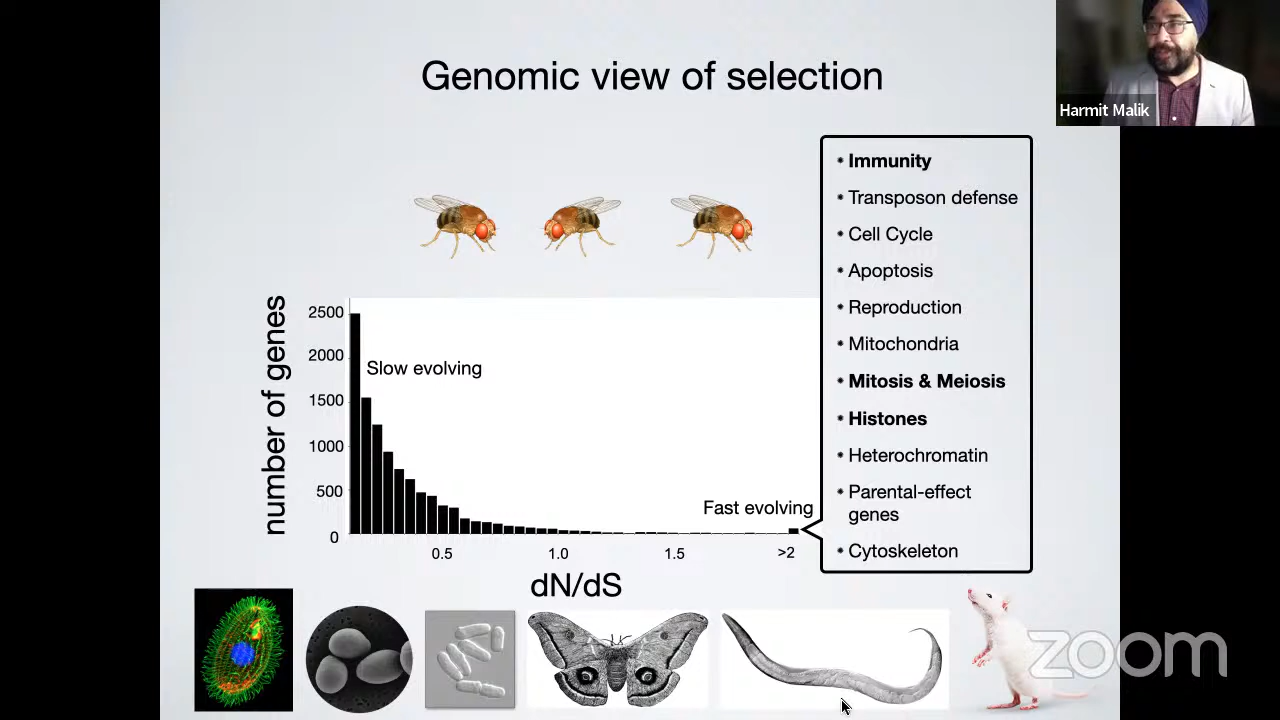 Genomic view of selection
Harmit Malik
* Immunity
* Transposon defense
* Cell Cycle
* Apoptosis
* Reproduction
* Mitochondria
* Mitosis & Meiosis
* Histones
* Heterochromatin
* Parental-effect
genes
* Cytoskeleton
number of genes
2500
2000
1500
1000
500
0
Slow evolving
Fast evolving
0.5 1.0 1.5 >2
dN/dS
zoom